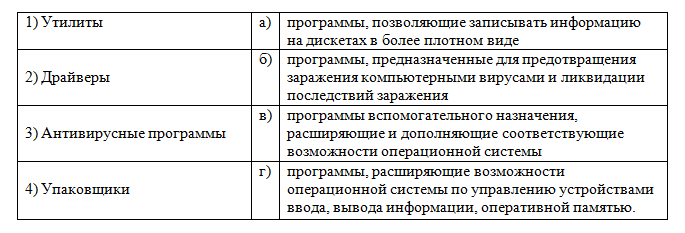 1) Утилиты
а)
программы, позволяющие записывать информацию
на дискетах в более плотном виде
2) Драйверы
б)
программы, предназначенные для предотвращения
заражения компьютерными вирусами и ликвидации
последствий заражения
3) Антивирусные программы
в)
программы вспомогательного назначения,
расширяющие и дополняющие соответствующие
возможности операционной системы
4) Упаковщики
г)
программы, расширяющие возможности
операционной системы по управлению устройствами
ввода, вывода информации, оперативной памятью.